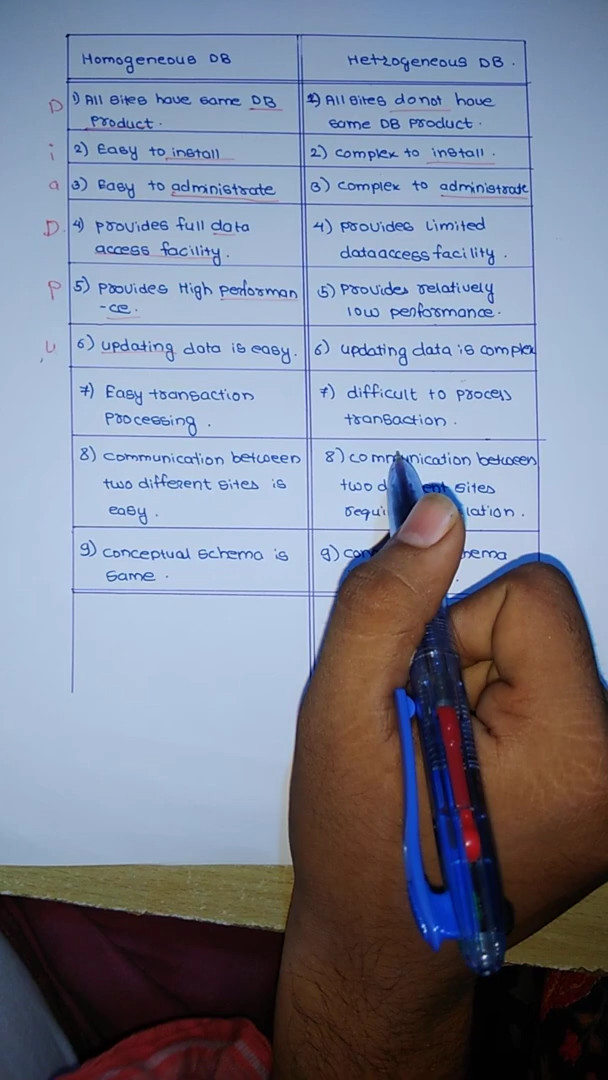 Homogeneous DB
Hetrogeneous DB.
D 1) All sites have same DB
product.
1) All sites donot have
same DB product.
i 2) Easy to install
2) complex to install.
a 3) Easy to administrate
3) complex to administrate
D. 4) provides full data
access facility.
4) provides Limited
dataaccess facility.
P 5) provides High performan
-ce.
5) Provides relatively
low performance.
u 6) updating data is easy.
6) updating data is complex
7) Easy transaction
Processing.
7) difficult to process
transaction.
8) communication between
two different sites is
easy.
8) communication between
two sites
9) conceptual schema is
same.
9)